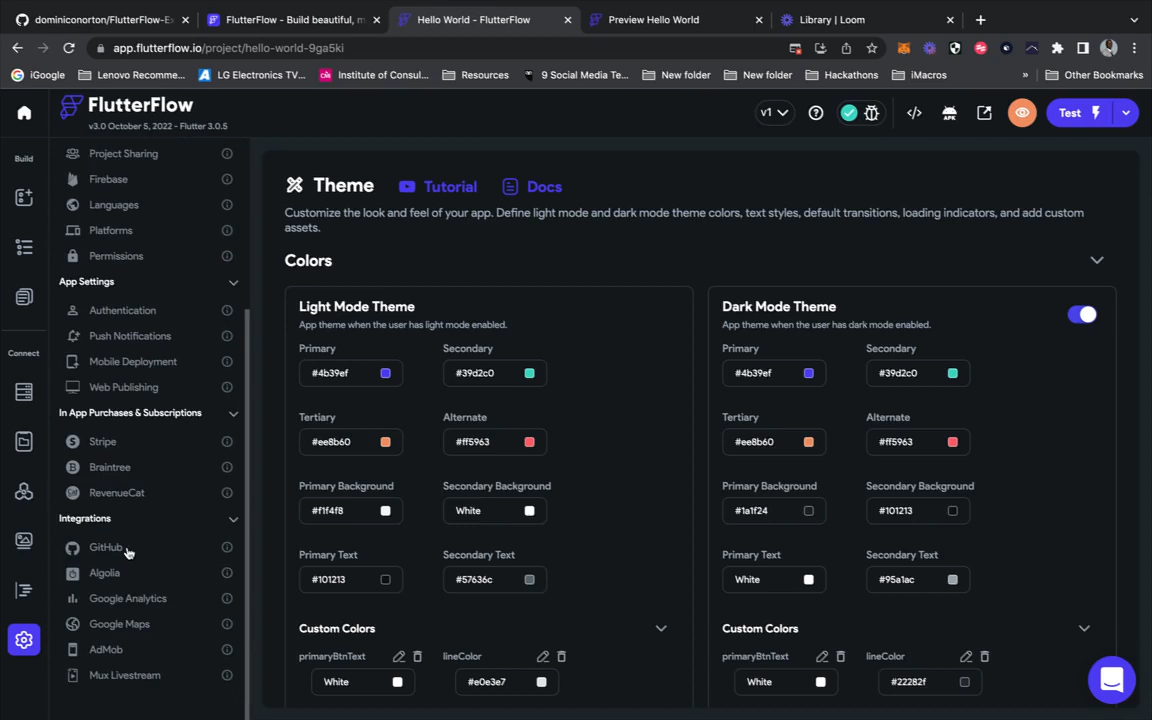 dominiconorton/FlutterFlow-Ex
FlutterFlow - Build beautiful, m
Hello World - FlutterFlow
Preview Hello World
Library | Loom
app.flutterflow.io/project/hello-world-9ga5ki
iGoogle
Lenovo Recomme...
LG Electronics TV...
Institute of Consul...
Resources
9 Social Media Te...
New folder
New folder
Hackathons
iMacros
»
Other Bookmarks
FlutterFlow
v3.0 October 5, 2022 - Flutter 3.0.5
v1
APK
Test
Build
Connect
Project Sharing
Firebase
Languages
Platforms
Permissions
App Settings
Authentication
Push Notifications
Mobile Deployment
Web Publishing
In App Purchases & Subscriptions
Stripe
Braintree
RevenueCat
Integrations
GitHub
Algolia
Google Analytics
Google Maps
AdMob
Mux Livestream
Theme
Tutorial
Docs
Customize the look and feel of your app. Define light mode and dark mode theme colors, text styles, default transitions, loading indicators, and add custom
assets.
Colors
Light Mode Theme
App theme when the user has light mode enabled.
Primary
Secondary
#4b39ef
#39d2c0
Tertiary
Alternate
#ee8b60
#ff5963
Primary Background
Secondary Background
#f1f4f8
White
Primary Text
Secondary Text
#101213
#57636c
Custom Colors
primaryBtnText
lineColor
White
#e0e3e7
Dark Mode Theme
App theme when the user has dark mode enabled.
Primary
Secondary
#4b39ef
#39d2c0
Tertiary
Alternate
#ee8b60
#ff5963
Primary Background
Secondary Background
#1a1f24
#101213
Primary Text
Secondary Text
White
#95a1ac
Custom Colors
primaryBtnText
lineColor
White
#22282f